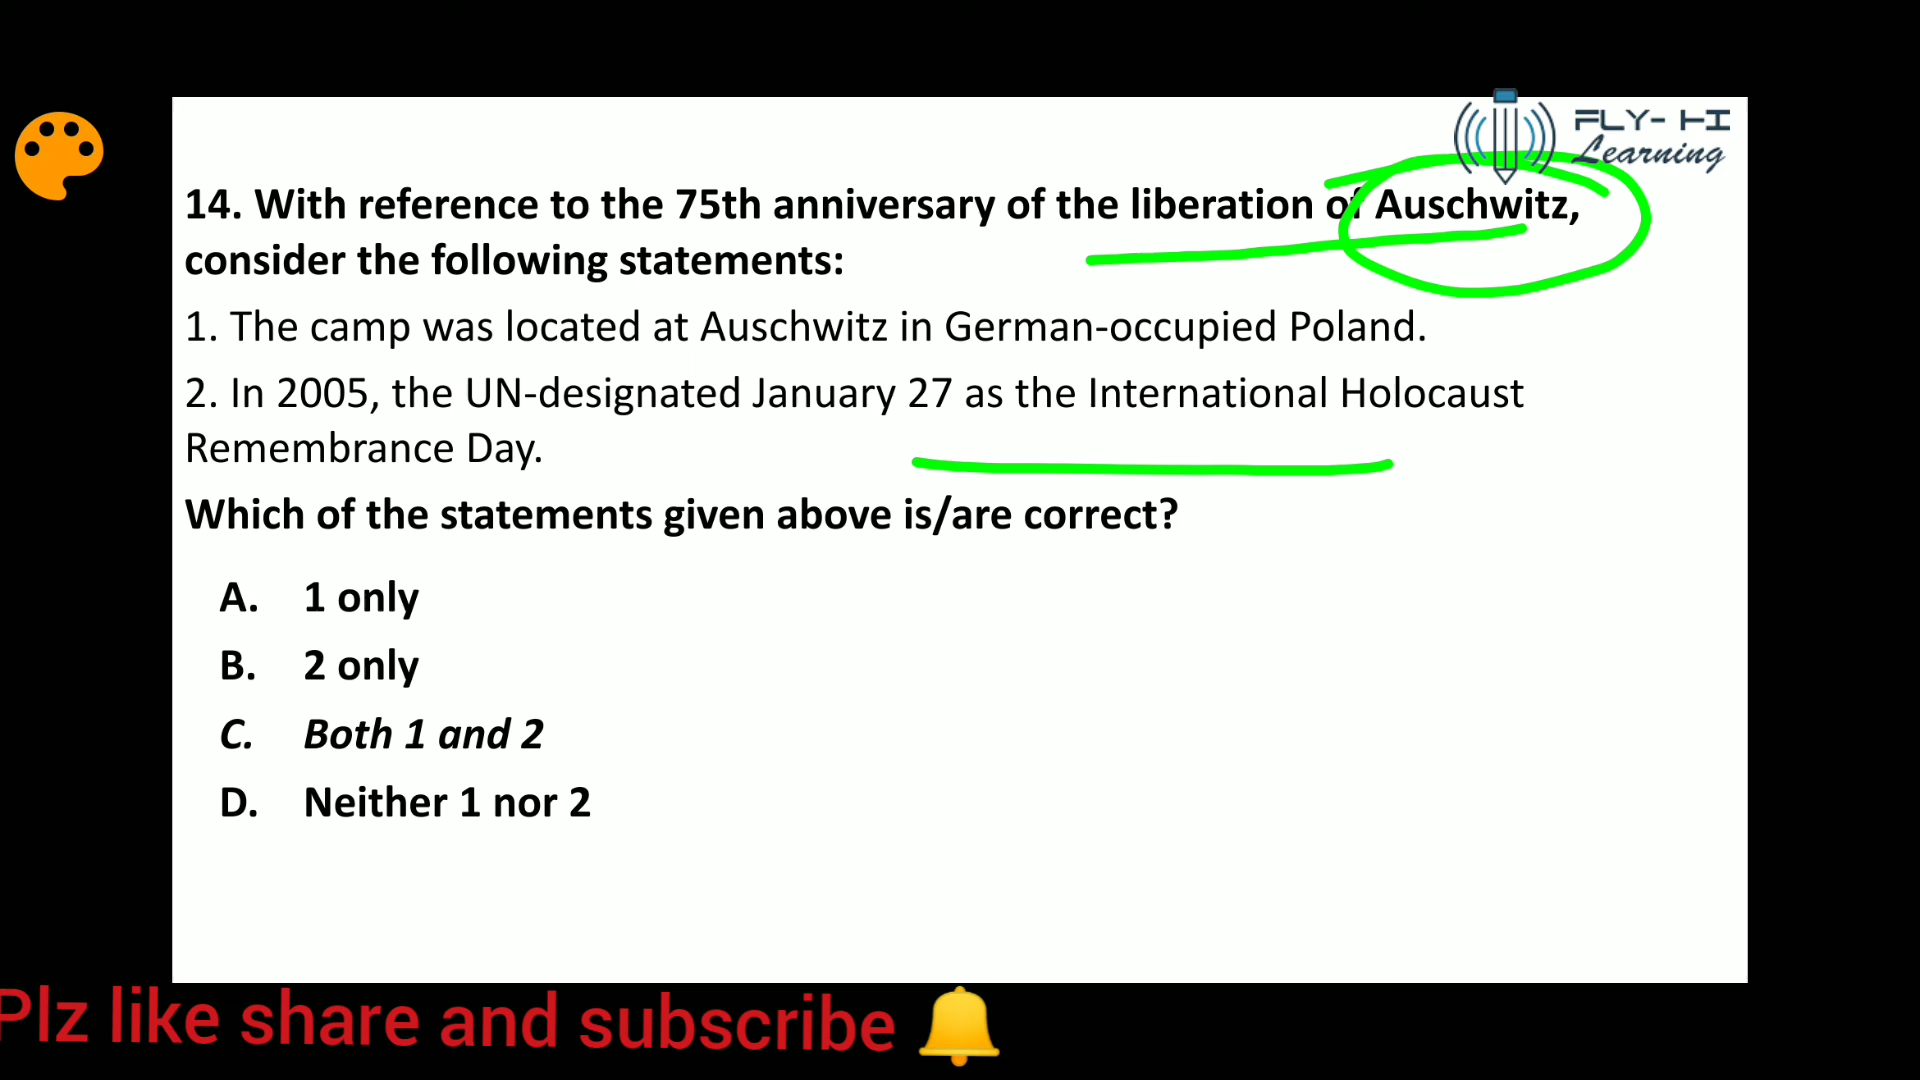 FLY-HI
Learning
14. With reference to the 75th anniversary of the liberation of Auschwitz,
consider the following statements:
1. The camp was located at Auschwitz in German-occupied Poland.
2. In 2005, the UN-designated January 27 as the International Holocaust
Remembrance Day.
Which of the statements given above is/are correct?
A. 1 only
B. 2 only
C. Both 1 and 2
D. Neither 1 nor 2
Plz like share and subscribe